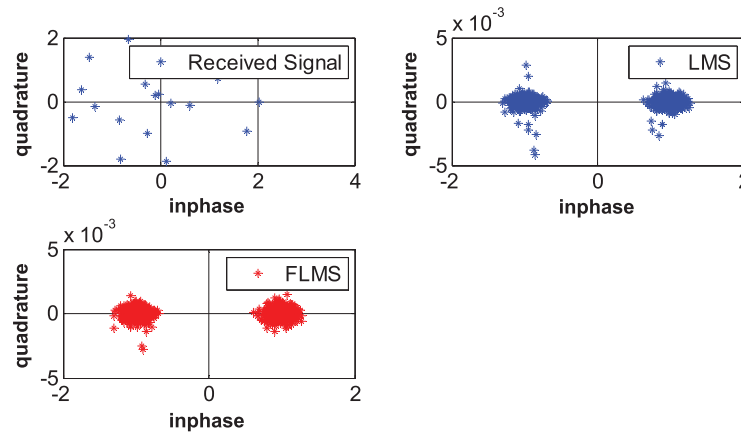 2
0
-2
quadrature
Received Signal
-2
0
2
4
inphase
x 10^-3
5
0
-5
quadrature
LMS
-2
0
2
inphase
x 10^-3
5
0
-5
quadrature
FLMS
-2
0
2
inphase